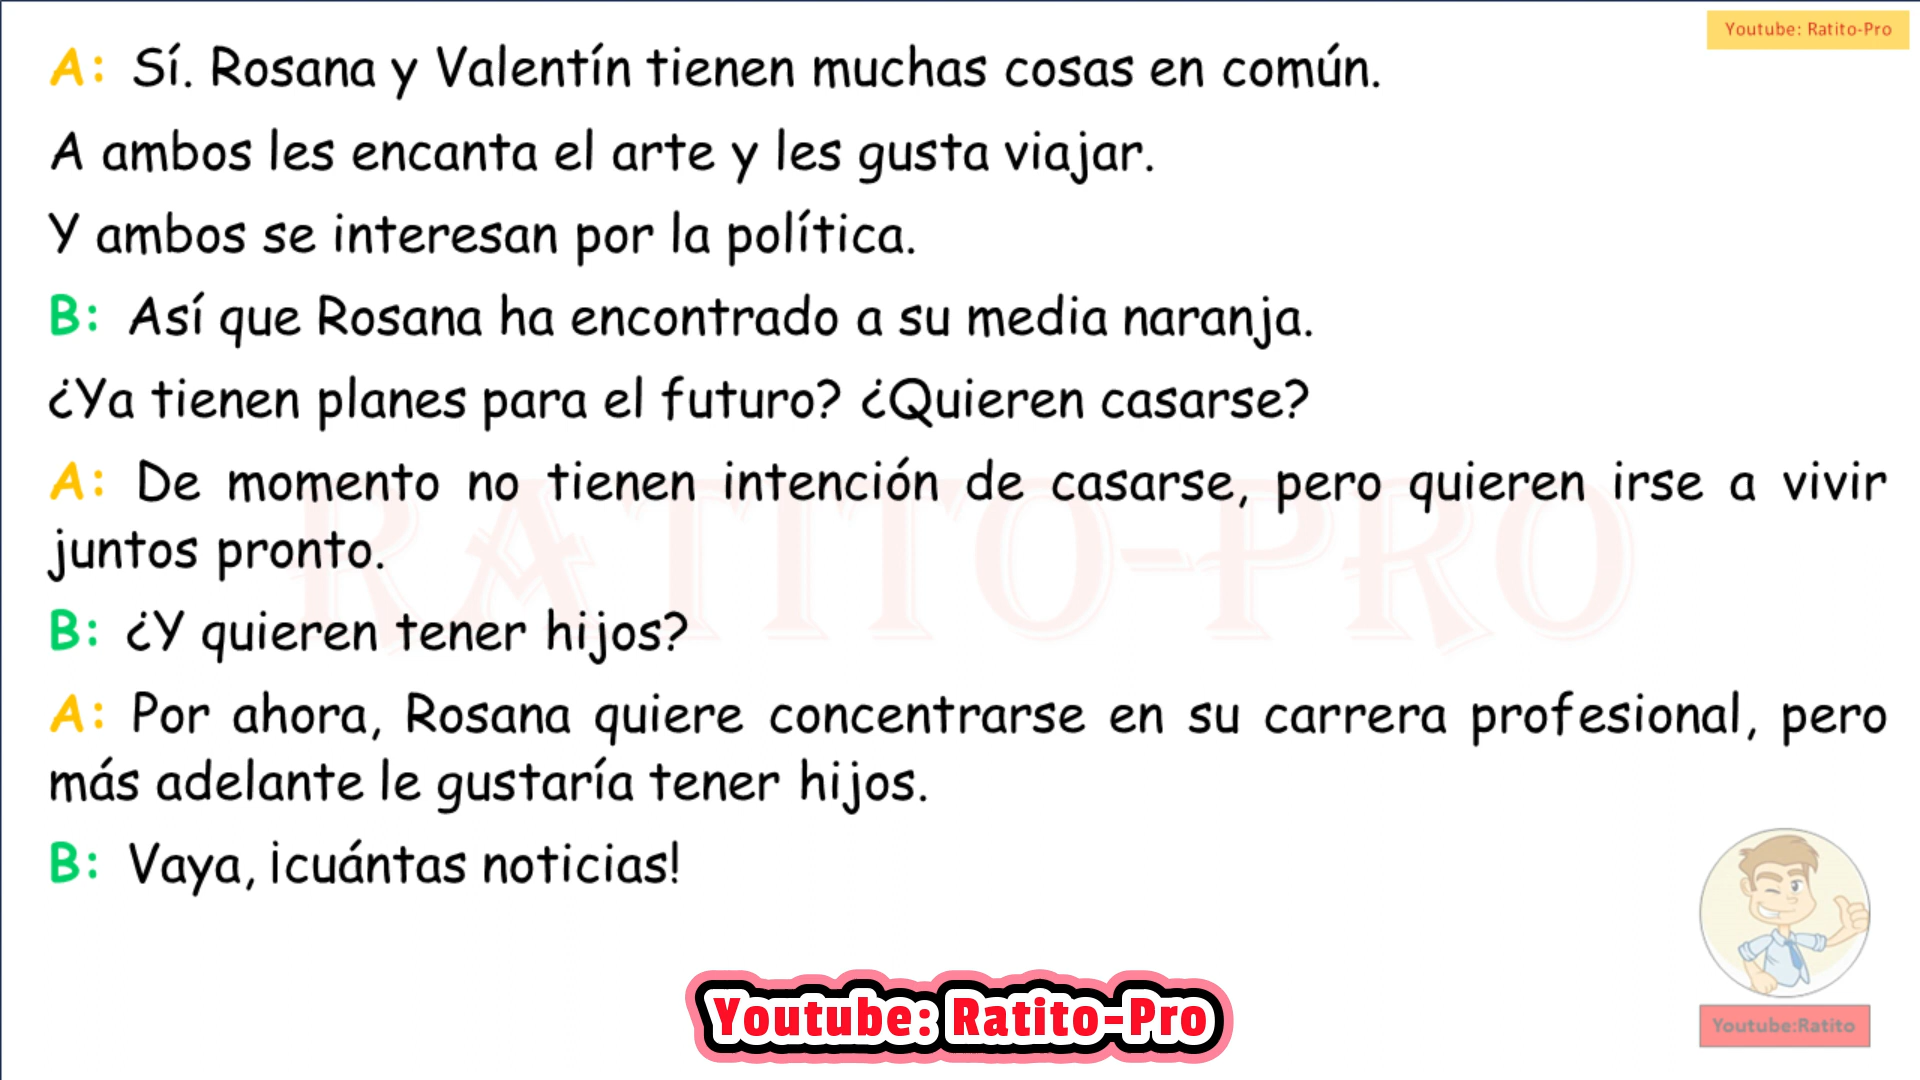 Youtube: Ratito-Pro
A: Sí. Rosana y Valentín tienen muchas cosas en común.
A ambos les encanta el arte y les gusta viajar.
Y ambos se interesan por la política.
B: Así que Rosana ha encontrado a su media naranja.
¿Ya tienen planes para el futuro? ¿Quieren casarse?
A: De momento no tienen intención de casarse, pero quieren irse a vivir
juntos pronto.
B: ¿Y quieren tener hijos?
A: Por ahora, Rosana quiere concentrarse en su carrera profesional, pero
más adelante le gustaría tener hijos.
B: Vaya, ¡cuántas noticias!
RATITO-PRO
Youtube: Ratito-Pro
Youtube:Ratito